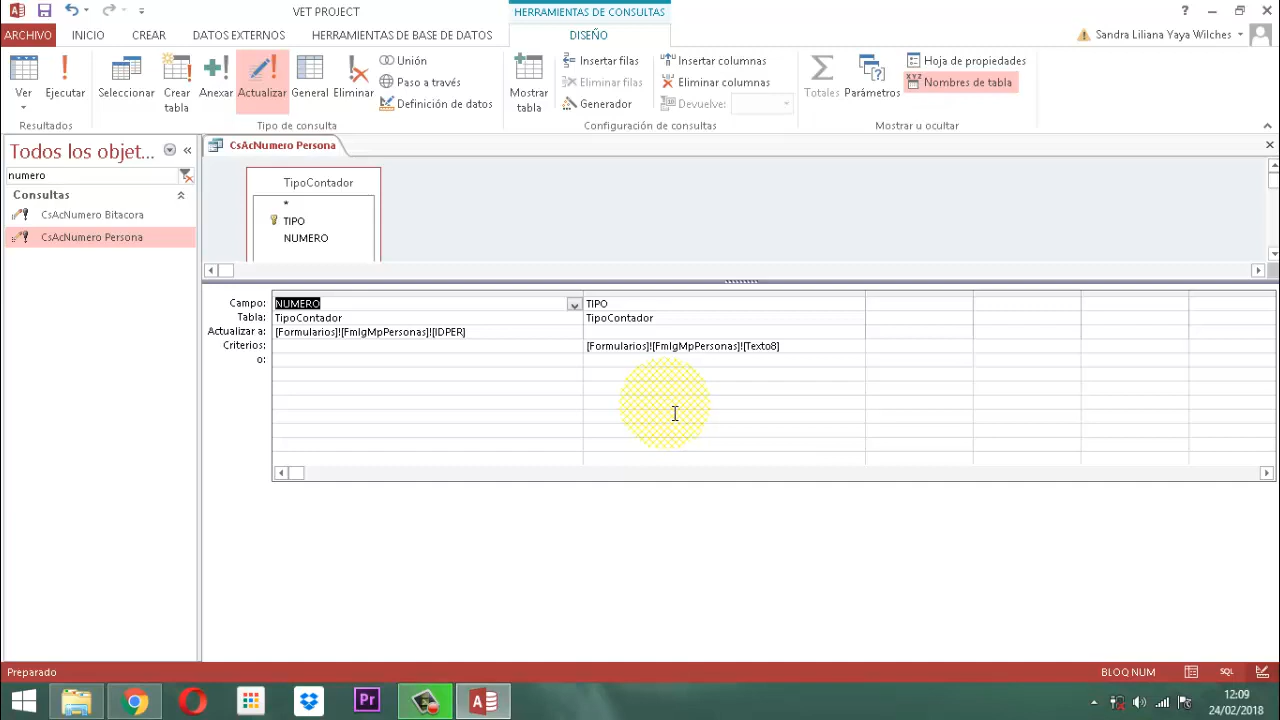 VET PROJECT
HERRAMIENTAS DE CONSULTAS
?
ARCHIVO
INICIO
CREAR
DATOS EXTERNOS
HERRAMIENTAS DE BASE DE DATOS
DISEÑO
Sandra Liliana Yaya Wilches
Ver
Ejecutar
Seleccionar
Crear tabla
Anexar
Actualizar
General
Eliminar
Unión
Paso a través
Definición de datos
Mostrar tabla
Insertar filas
Eliminar filas
Generador
Insertar columnas
Eliminar columnas
Devuelve:
Totales
Parámetros
Hoja de propiedades
Nombres de tabla
Resultados
Tipo de consulta
Configuración de consultas
Mostrar u ocultar
Todos los objet...
numero
Consultas
CsAcNumero Bitacora
CsAcNumero Persona
CsAcNumero Persona
TipoContador
*
TIPO
NUMERO
Campo: NUMERO TIPO
Tabla: TipoContador TipoContador
Actualizar a: [Formularios]![FmIgMpPersonas]![IDPER]
Criterios: [Formularios]![FmIgMpPersonas]![Texto8]
o:
Preparado
BLOQ NUM
SQL
Pr
12:09
24/02/2018